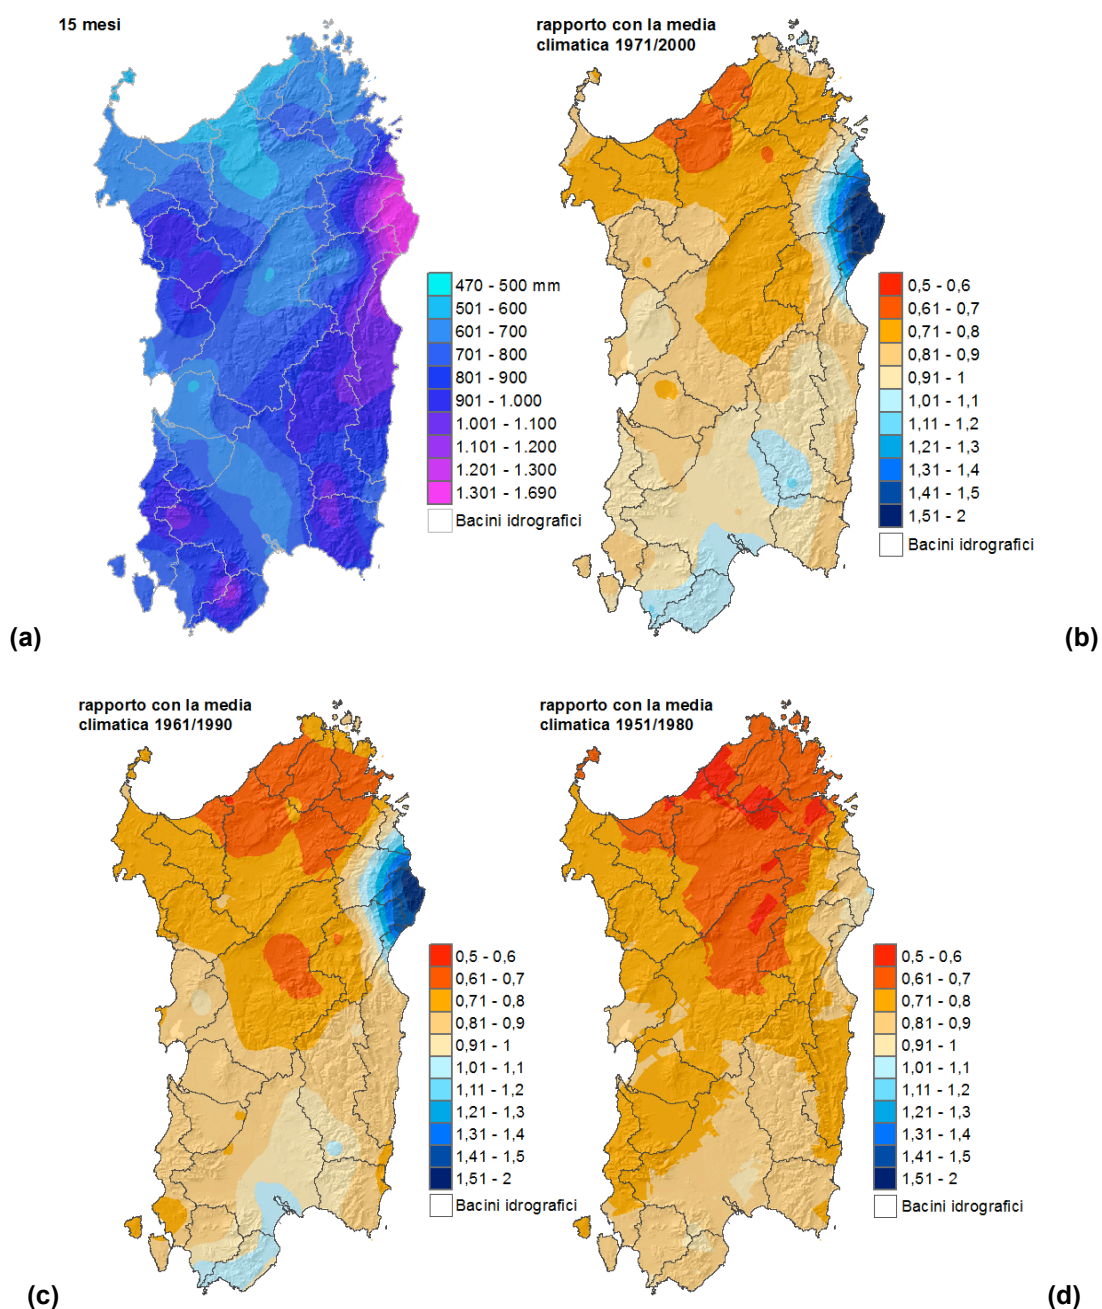 15 mesi
470 - 500 mm
501 - 600
601 - 700
701 - 800
801 - 900
901 - 1.000
1.001 - 1.100
1.101 - 1.200
1.201 - 1.300
1.301 - 1.690
Bacini idrografici
(a)
rapporto con la media
climatica 1971/2000
0,5 - 0,6
0,61 - 0,7
0,71 - 0,8
0,81 - 0,9
0,91 - 1
1,01 - 1,1
1,11 - 1,2
1,21 - 1,3
1,31 - 1,4
1,41 - 1,5
1,51 - 2
Bacini idrografici
(b)
rapporto con la media
climatica 1961/1990
0,5 - 0,6
0,61 - 0,7
0,71 - 0,8
0,81 - 0,9
0,91 - 1
1,01 - 1,1
1,11 - 1,2
1,21 - 1,3
1,31 - 1,4
1,41 - 1,5
1,51 - 2
Bacini idrografici
(c)
rapporto con la media
climatica 1951/1980
0,5 - 0,6
0,61 - 0,7
0,71 - 0,8
0,81 - 0,9
0,91 - 1
1,01 - 1,1
1,11 - 1,2
1,21 - 1,3
1,31 - 1,4
1,41 - 1,5
1,51 - 2
Bacini idrografici
(d)